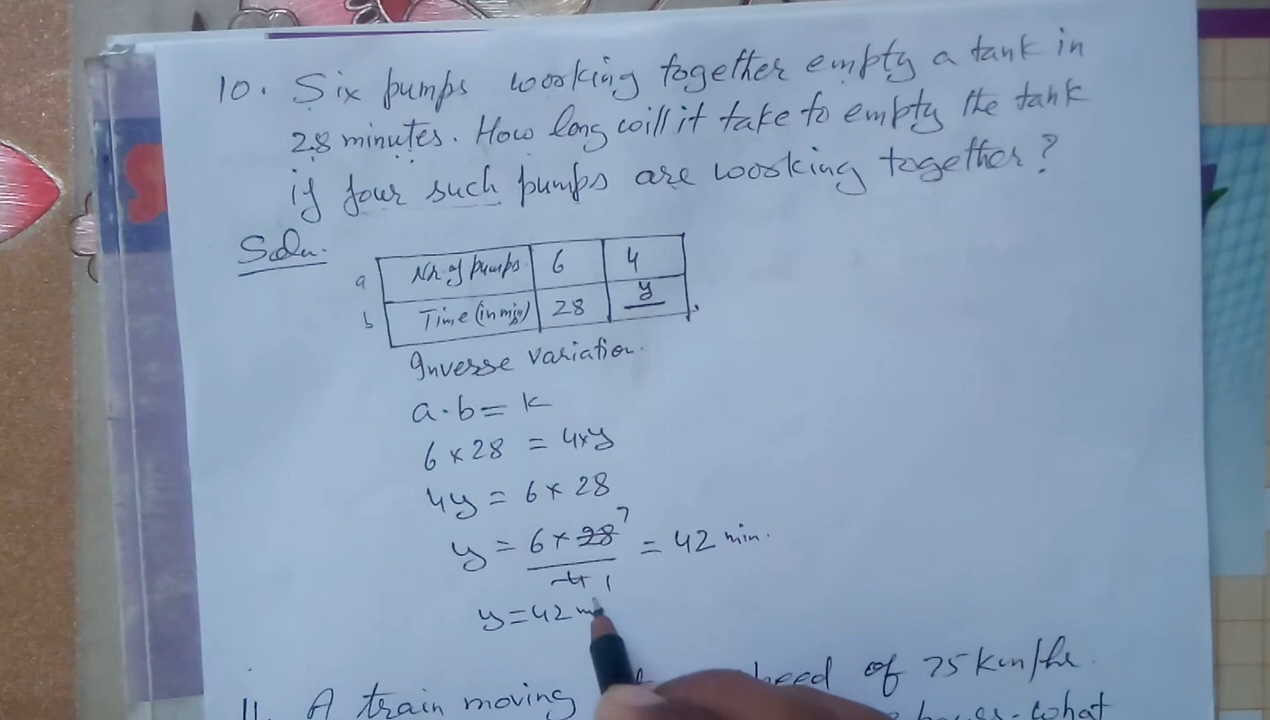 10. Six pumps working together empty a tank in
28 minutes. How long will it take to empty the tank
if four such pumps are working together?
Soln.
a No. of pumps 6 4
b Time (in min) 28 y
Inverse variation.
a·b = k
6 × 28 = 4×y
4y = 6 × 28
y = 6 × 28 7 / 4 1 = 42 min.
y = 42
11. A train moving of 75 km/hr.
what